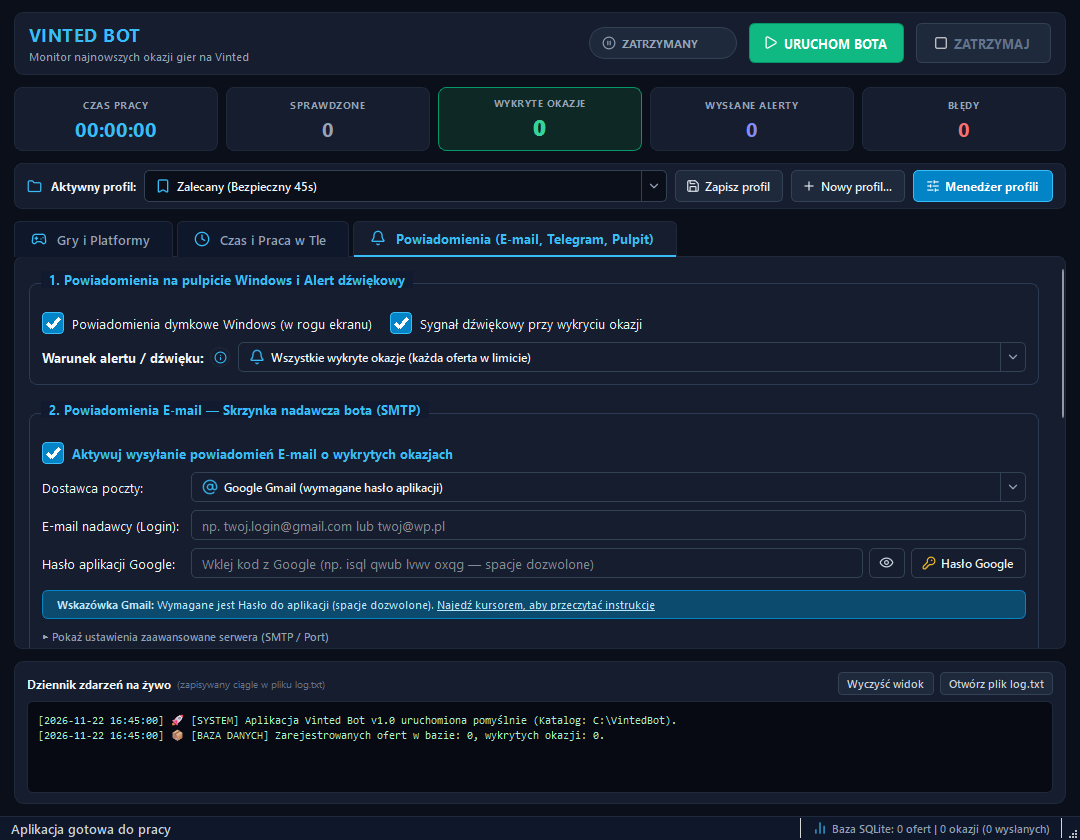 VINTED BOT
Monitor najnowszych okazji gier na Vinted
ZATRZYMANY
URUCHOM BOTA
ZATRZYMAJ
CZAS PRACY
00:00:00
SPRAWDZONE
0
WYKRYTE OKAZJE
0
WYSŁANE ALERTY
0
BŁĘDY
0
Aktywny profil:
Zalecany (Bezpieczny 45s)
Zapisz profil
Nowy profil...
Menedżer profili
Gry i Platformy
Czas i Praca w Tle
Powiadomienia (E-mail, Telegram, Pulpit)
1. Powiadomienia na pulpicie Windows i Alert dźwiękowy
Powiadomienia dymkowe Windows (w rogu ekranu)
Sygnał dźwiękowy przy wykryciu okazji
Warunek alertu / dźwięku:
Wszystkie wykryte okazje (każda oferta w limicie)
2. Powiadomienia E-mail — Skrzynka nadawcza bota (SMTP)
Aktywuj wysyłanie powiadomień E-mail o wykrytych okazjach
Dostawca poczty:
Google Gmail (wymagane hasło aplikacji)
E-mail nadawcy (Login):
np. twoj.login@gmail.com lub twoj@wp.pl
Hasło aplikacji Google:
Wklej kod z Google (np. isql qwub lvwv oxqg — spacje dozwolone)
Hasło Google
Wskazówka Gmail: Wymagane jest Hasło do aplikacji (spacje dozwolone). Najedź kursorem, aby przeczytać instrukcje
▸ Pokaż ustawienia zaawansowane serwera (SMTP / Port)
Dziennik zdarzeń na żywo (zapisywany ciągle w pliku log.txt)
Wyczyść widok
Otwórz plik log.txt
[2026-11-22 16:45:00] 🚀 [SYSTEM] Aplikacja Vinted Bot v1.0 uruchomiona pomyślnie (Katalog: C:\VintedBot).
[2026-11-22 16:45:00] 📦 [BAZA DANYCH] Zarejestrowanych ofert w bazie: 0, wykrytych okazji: 0.
Aplikacja gotowa do pracy
Baza SQLite: 0 ofert | 0 okazji (0 wysłanych)